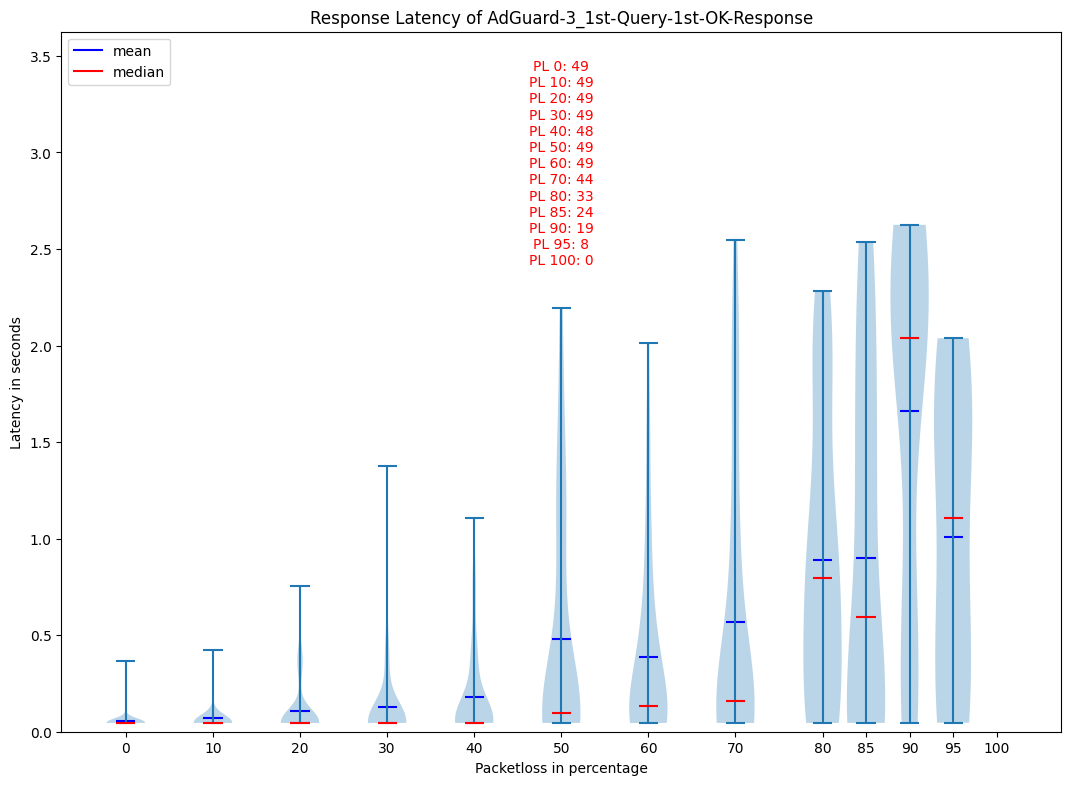 Response Latency of AdGuard-3_1st-Query-1st-OK-Response
mean
median
PL 0: 49
PL 10: 49
PL 20: 49
PL 30: 49
PL 40: 48
PL 50: 49
PL 60: 49
PL 70: 44
PL 80: 33
PL 85: 24
PL 90: 19
PL 95: 8
PL 100: 0
Latency in seconds
3.5
3.0
2.5
2.0
1.5
1.0
0.5
0.0
0 10 20 30 40 50 60 70 80 85 90 95 100
Packetloss in percentage